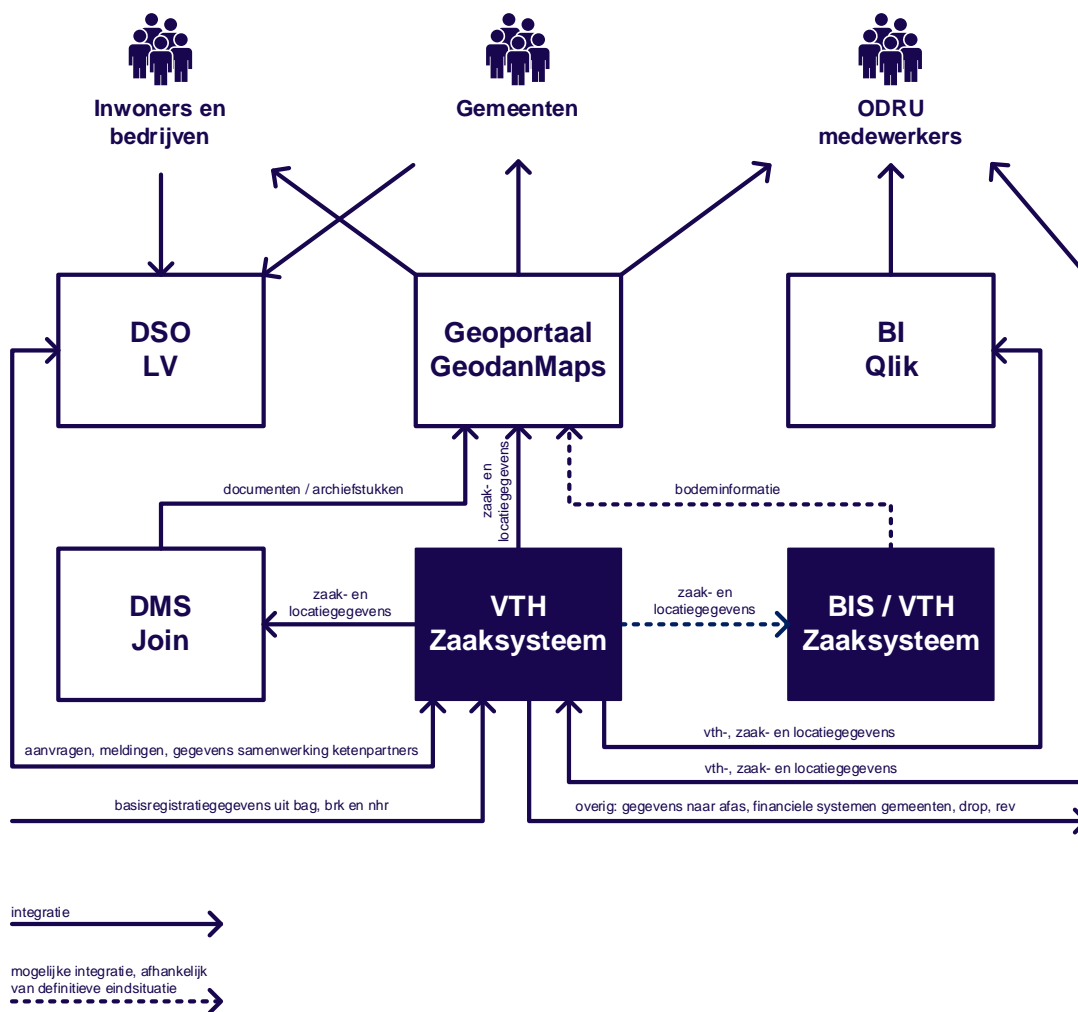 Inwoners en
bedrijven
Gemeenten
ODRU
medewerkers
DSO
LV
Geoportaal
GeodanMaps
BI
Qlik
documenten / archiefstukken
zaak- en
locatiegegevens
bodeminformatie
DMS
Join
zaak- en
locatiegegevens
VTH
Zaaksysteem
zaak- en
locatiegegevens
BIS / VTH
Zaaksysteem
aanvragen, meldingen, gegevens samenwerking ketenpartners
vth-, zaak- en locatiegegevens
vth-, zaak- en locatiegegevens
basisregistratiegegevens uit bag, brk en nhr
overig: gegevens naar afas, financiele systemen gemeenten, drop, rev
integratie
mogelijke integratie, afhankelijk
van definitieve eindsituatie